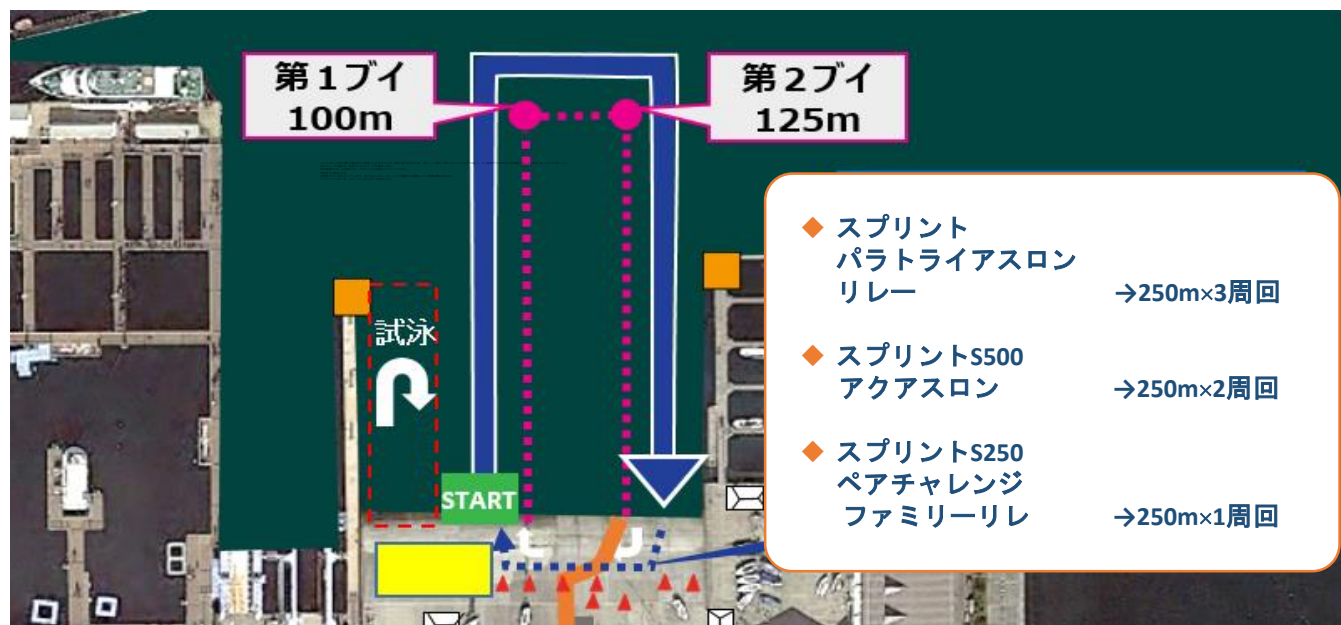 第1ブイ
100m
第2ブイ
125m
試泳
START
◆ スプリント
パラトライアスロン
リレー →250m×3周回
◆ スプリントS500
アクアスロン →250m×2周回
◆ スプリントS250
ペアチャレンジ
ファミリーリレ →250m×1周回